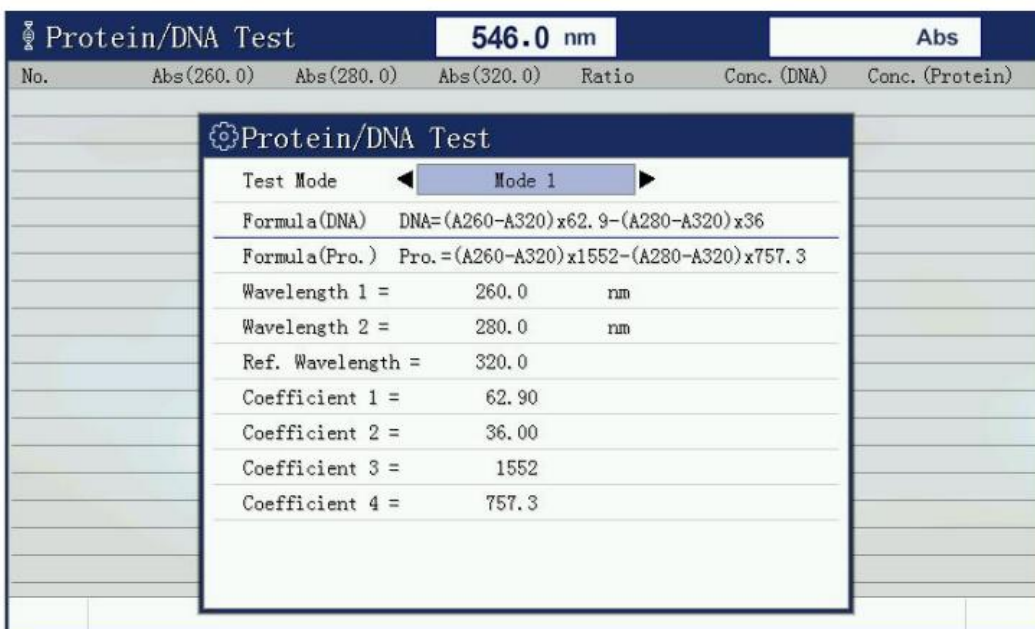 Protein/DNA Test 546.0 nm Abs
No. Abs(260.0) Abs(280.0) Abs(320.0) Ratio Conc.(DNA) Conc.(Protein)
Protein/DNA Test
Test Mode Mode 1
Formula(DNA) DNA=(A260-A320)x62.9-(A280-A320)x36
Formula(Pro.) Pro.=(A260-A320)x1552-(A280-A320)x757.3
Wavelength 1 = 260.0 nm
Wavelength 2 = 280.0 nm
Ref. Wavelength = 320.0
Coefficient 1 = 62.90
Coefficient 2 = 36.00
Coefficient 3 = 1552
Coefficient 4 = 757.3